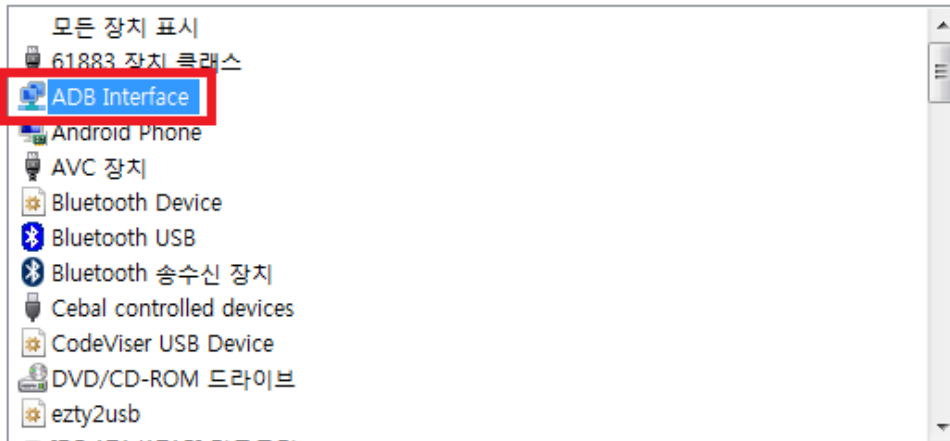 모든 장치 표시
61883 장치 클래스
ADB Interface
Android Phone
AVC 장치
Bluetooth Device
Bluetooth USB
Bluetooth 송수신 장치
Cebal controlled devices
CodeViser USB Device
DVD/CD-ROM 드라이브
ezty2usb